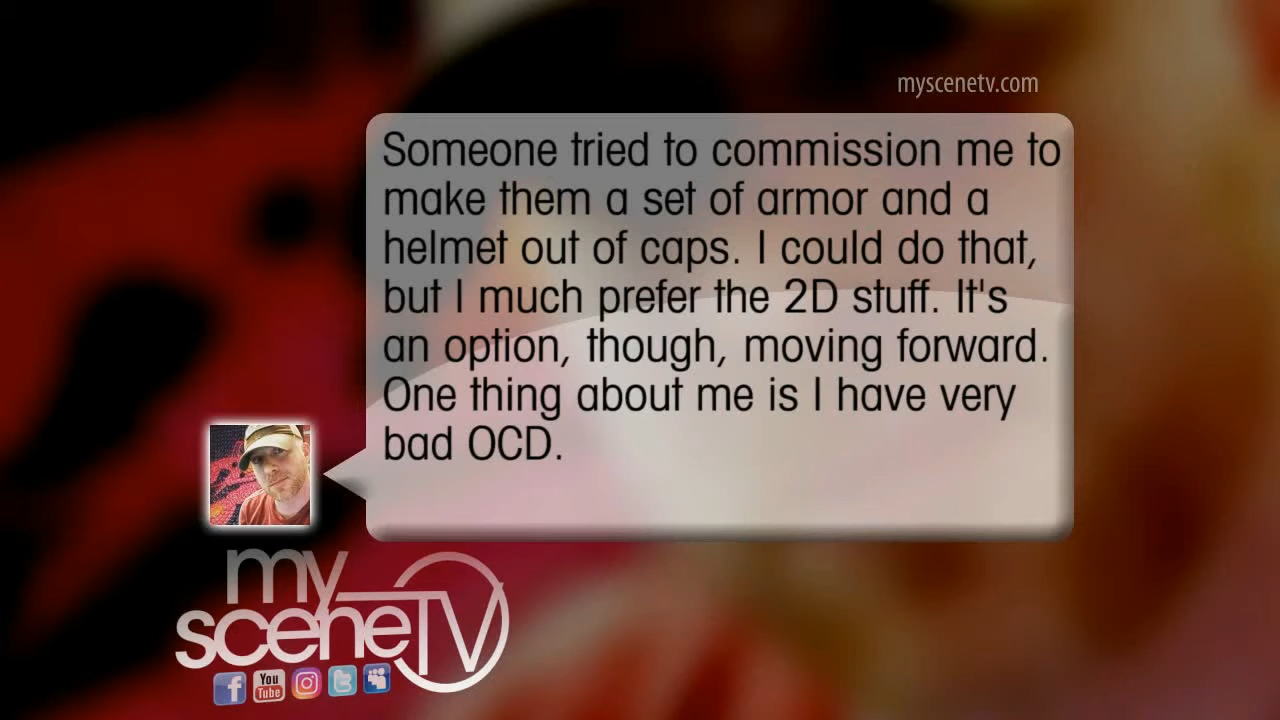 myscenetv.com
Someone tried to commission me to
make them a set of armor and a
helmet out of caps. I could do that,
but I much prefer the 2D stuff. It's
an option, though, moving forward.
One thing about me is I have very
bad OCD.
my
sceneTV
f You Tube t